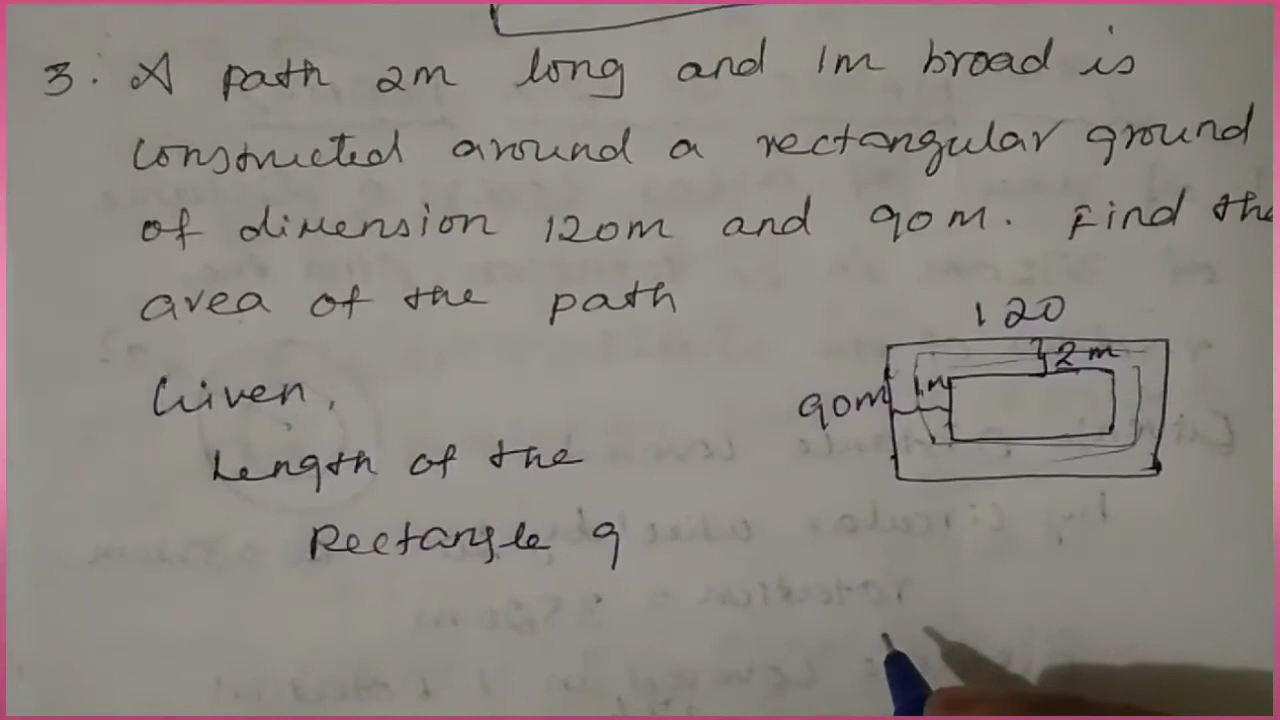 3. A path 2m long and 1m broad is
constructed around a rectangular ground
of dimension 120m and 90m. Find the
area of the path
120
2m
90m
1m
Given,
Length of the
Rectangle g